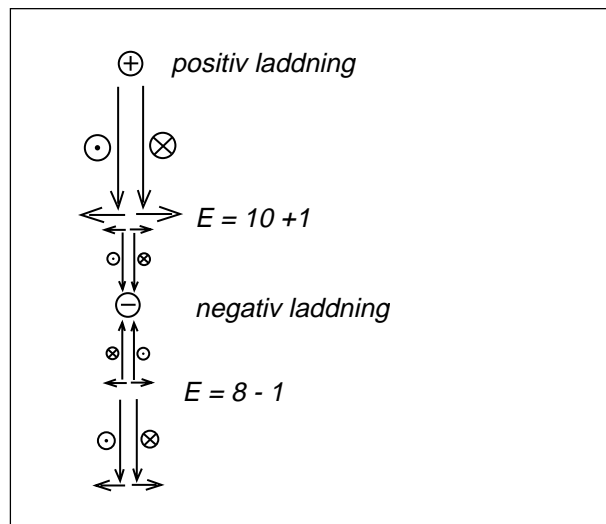 positiv laddning
E = 10 +1
negativ laddning
E = 8 - 1